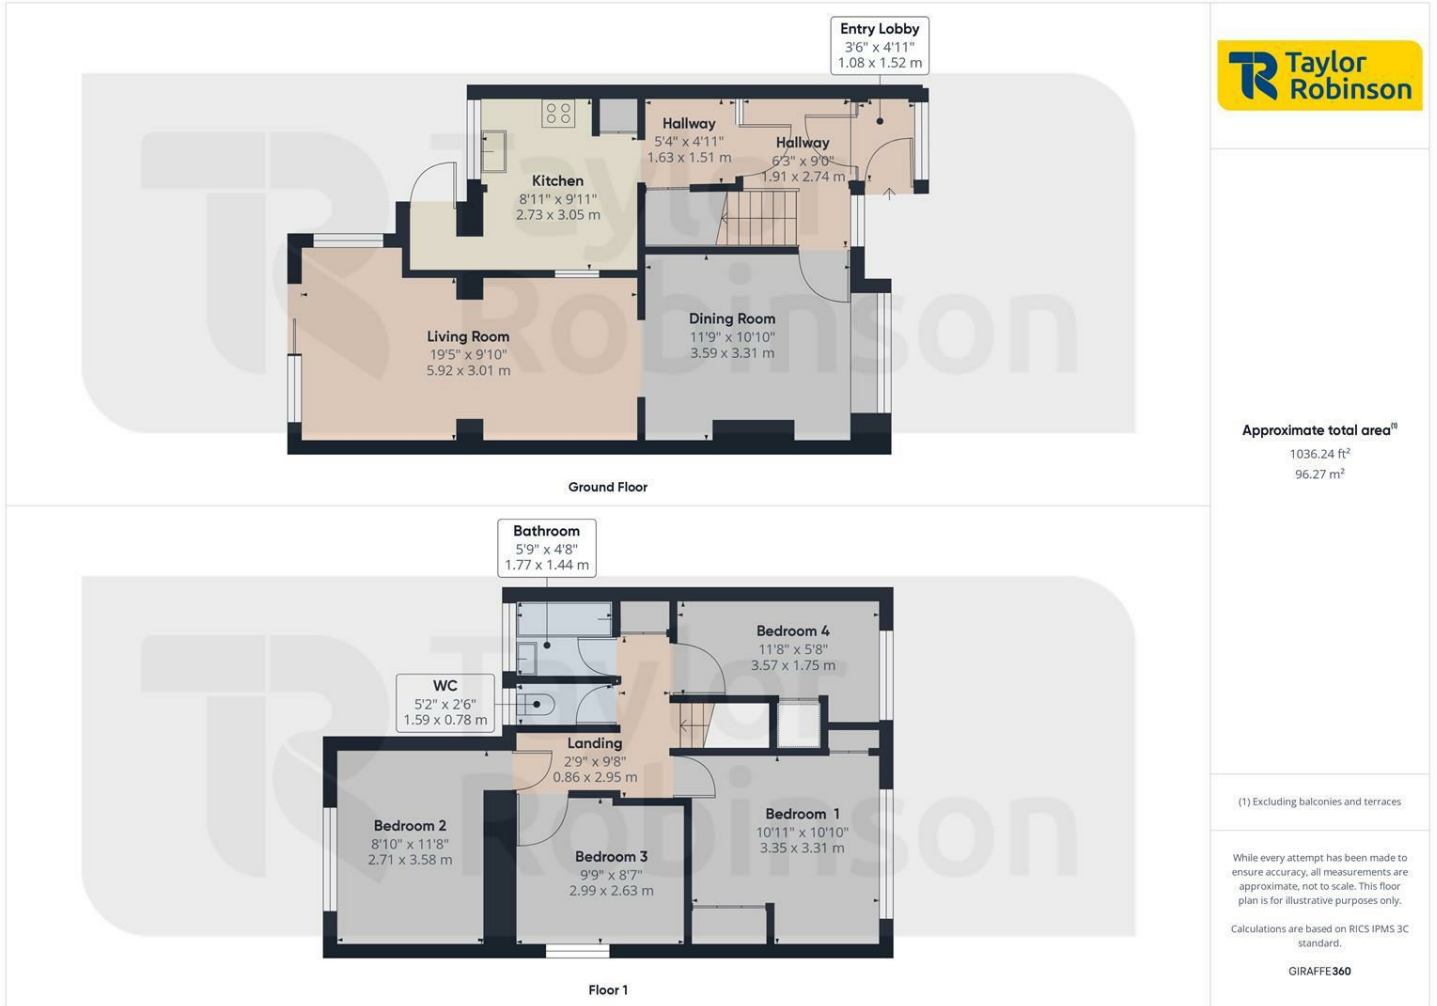 Entry Lobby
3'6" x 4'11"
1.08 x 1.52 m
Hallway
5'4" x 4'11"
1.63 x 1.51 m
Hallway
6'3" x 9'0"
1.91 x 2.74 m
Kitchen
8'11" x 9'11"
2.73 x 3.05 m
Living Room
19'5" x 9'10"
5.92 x 3.01 m
Dining Room
11'9" x 10'10"
3.59 x 3.31 m
Taylor
Robinson
Ground Floor
Bathroom
5'9" x 4'8"
1.77 x 1.44 m
WC
5'2" x 2'6"
1.59 x 0.78 m
Bedroom 4
11'8" x 5'8"
3.57 x 1.75 m
Landing
2'9" x 9'8"
0.86 x 2.95 m
Bedroom 2
8'10" x 11'8"
2.71 x 3.58 m
Bedroom 3
9'9" x 8'7"
2.99 x 2.63 m
Bedroom 1
10'11" x 10'10"
3.35 x 3.31 m
Taylor
Robinson
Floor 1
TR Taylor
Robinson
Approximate total area⁽¹⁾
1036.24 ft²
96.27 m²
(1) Excluding balconies and terraces
While every attempt has been made to
ensure accuracy, all measurements are
approximate, not to scale. This floor
plan is for illustrative purposes only.
Calculations are based on RICS IPMS 3C
standard.
GIRAFFE360